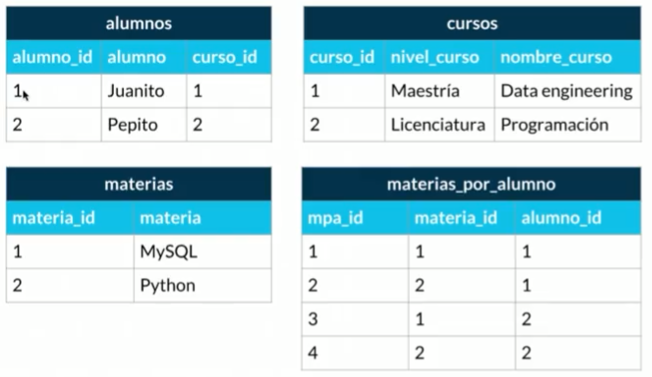 alumnos
alumno_id alumno curso_id
1 Juanito 1
2 Pepito 2
cursos
curso_id nivel_curso nombre_curso
1 Maestría Data engineering
2 Licenciatura Programación
materias
materia_id materia
1 MySQL
2 Python
materias_por_alumno
mpa_id materia_id alumno_id
1 1 1
2 2 1
3 1 2
4 2 2